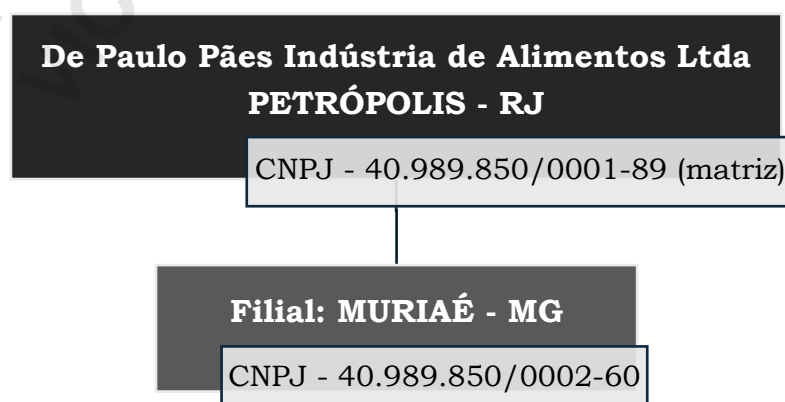 De Paulo Pães Indústria de Alimentos Ltda
PETRÓPOLIS - RJ
CNPJ - 40.989.850/0001-89 (matriz)
Filial: MURIAÉ - MG
CNPJ - 40.989.850/0002-60